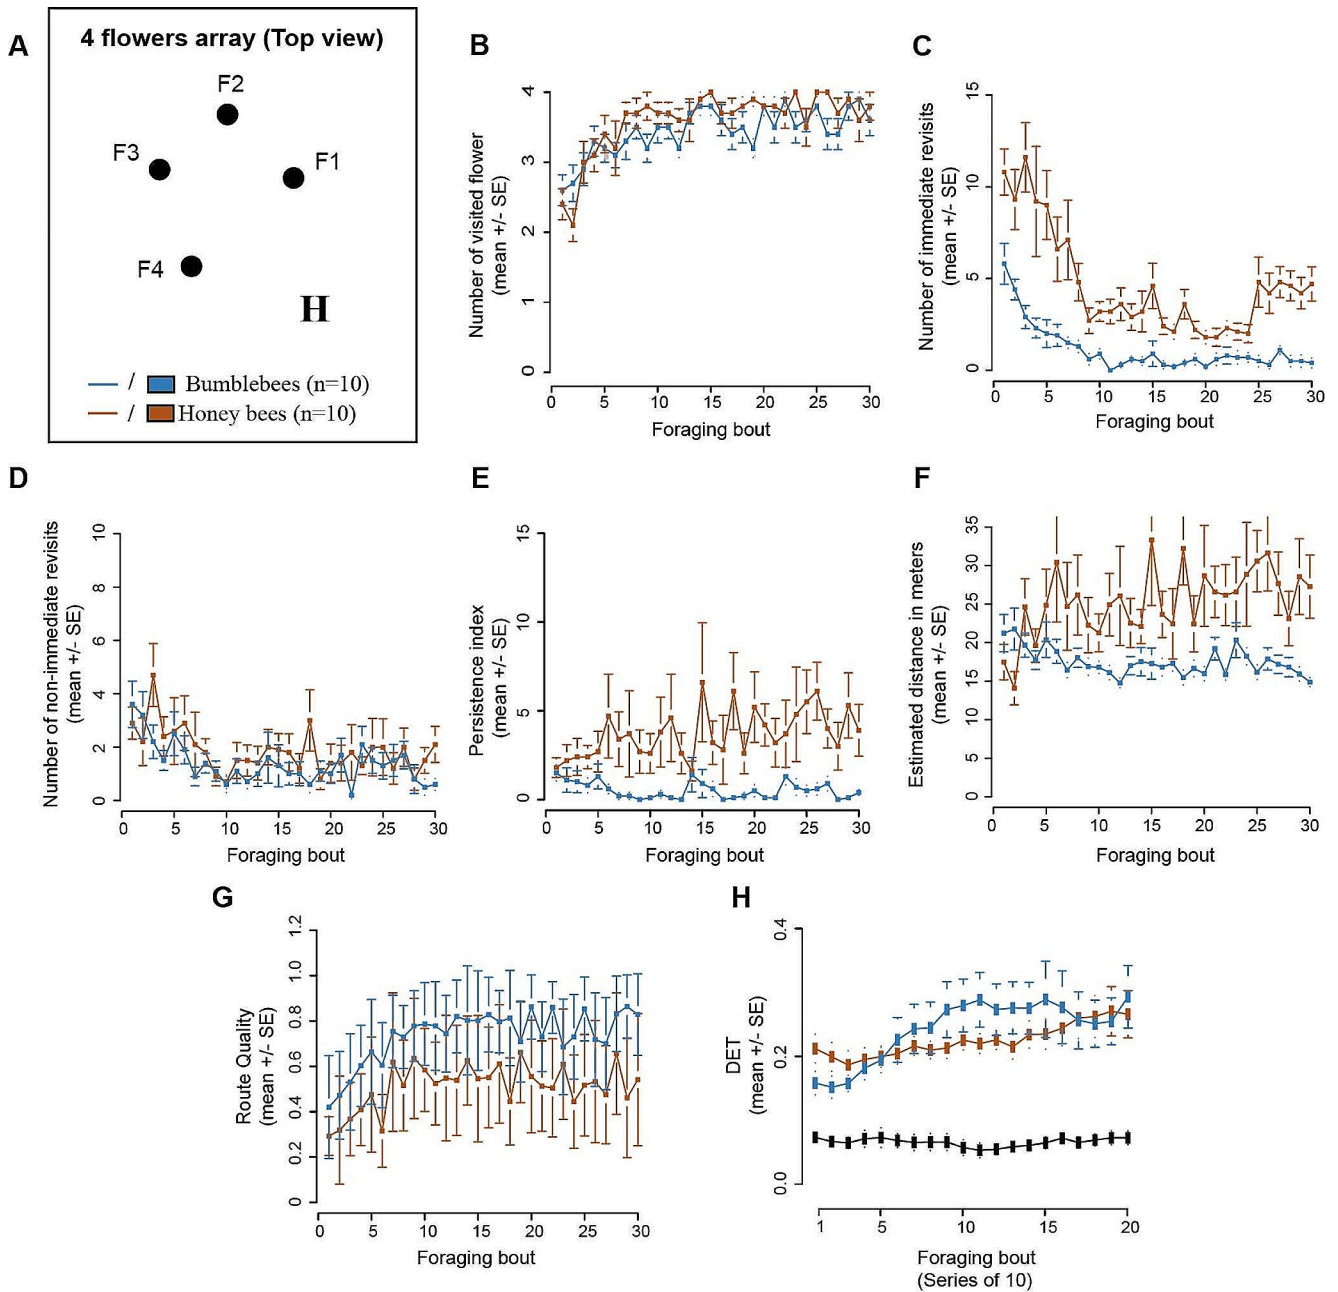 A
4 flowers array (Top view)
F2
F3
F1
F4
H
/ Bumblebees (n=10)
/ Honey bees (n=10)
B
Number of visited flower
(mean +/- SE)
0 1 2 3 4
0 5 10 15 20 25 30
Foraging bout
C
Number of immediate revisits
(mean +/- SE)
0 5 10 15
0 5 10 15 20 25 30
Foraging bout
D
Number of non-immediate revisits
(mean +/- SE)
0 2 4 6 8 10
0 5 10 15 20 25 30
Foraging bout
E
Persistence index
(mean +/- SE)
0 5 10 15
0 5 10 15 20 25 30
Foraging bout
F
Estimated distance in meters
(mean +/- SE)
0 5 10 15 20 25 30 35
0 5 10 15 20 25 30
Foraging bout
G
Route Quality
(mean +/- SE)
0 0.2 0.4 0.6 0.8 1.0 1.2
0 5 10 15 20 25 30
Foraging bout
H
DET
(mean +/- SE)
0.0 0.2 0.4
1 5 10 15 20
Foraging bout
(Series of 10)